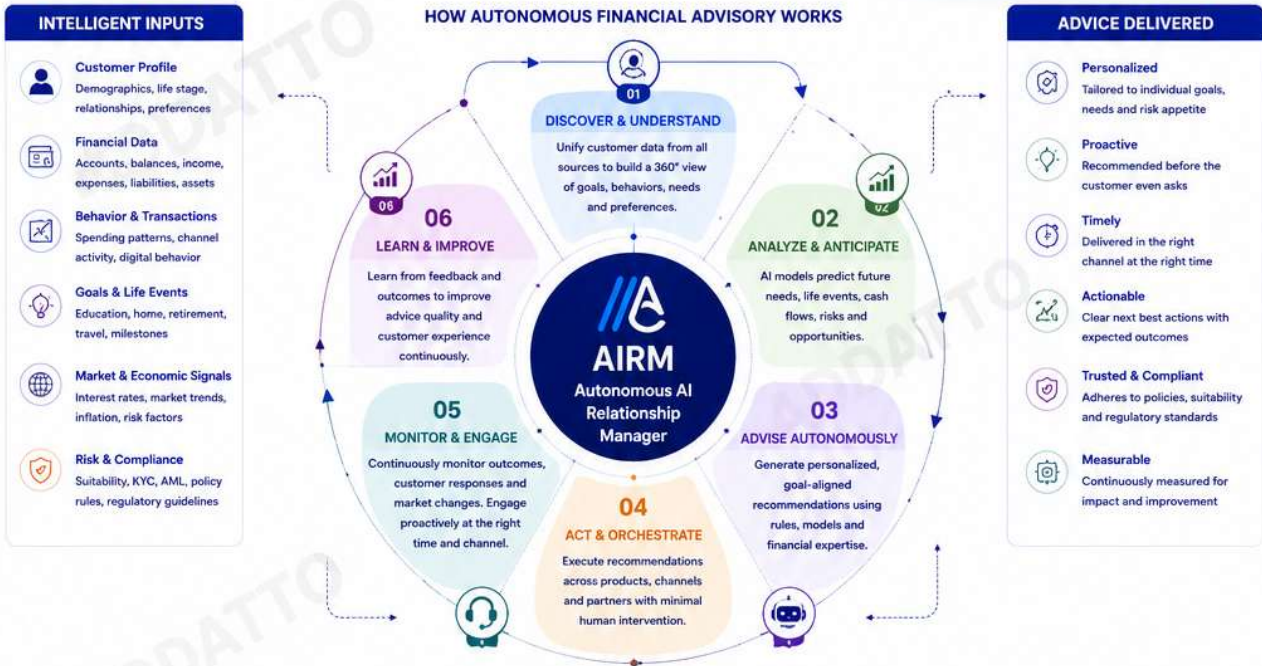 HOW AUTONOMOUS FINANCIAL ADVISORY WORKS
INTELLIGENT INPUTS
Customer Profile
Demographics, life stage,
relationships, preferences
Financial Data
Accounts, balances, income,
expenses, liabilities, assets
Behavior & Transactions
Spending patterns, channel
activity, digital behavior
Goals & Life Events
Education, home, retirement,
travel, milestones
Market & Economic Signals
Interest rates, market trends,
inflation, risk factors
Risk & Compliance
Suitability, KYC, AML, policy
rules, regulatory guidelines
01
DISCOVER & UNDERSTAND
Unify customer data from all
sources to build a 360° view
of goals, behaviors, needs
and preferences.
02
02
ANALYZE & ANTICIPATE
AI models predict future
needs, life events, cash
flows, risks and
opportunities.
03
ADVISE AUTONOMOUSLY
Generate personalized,
goal-aligned
recommendations using
rules, models and
financial expertise.
04
ACT & ORCHESTRATE
Execute recommendations
across products, channels
and partners with minimal
human intervention.
05
MONITOR & ENGAGE
Continuously monitor outcomes,
customer responses and
market changes. Engage
proactively at the right
time and channel.
06
06
LEARN & IMPROVE
Learn from feedback and
outcomes to improve
advice quality and
customer experience
continuously.
AIRM
Autonomous AI
Relationship
Manager
ADVICE DELIVERED
Personalized
Tailored to individual goals,
needs and risk appetite
Proactive
Recommended before the
customer even asks
Timely
Delivered in the right
channel at the right time
Actionable
Clear next best actions with
expected outcomes
Trusted & Compliant
Adheres to policies, suitability
and regulatory standards
Measurable
Continuously measured for
impact and improvement
ADDATTO
ADDATTO
ADDATTO